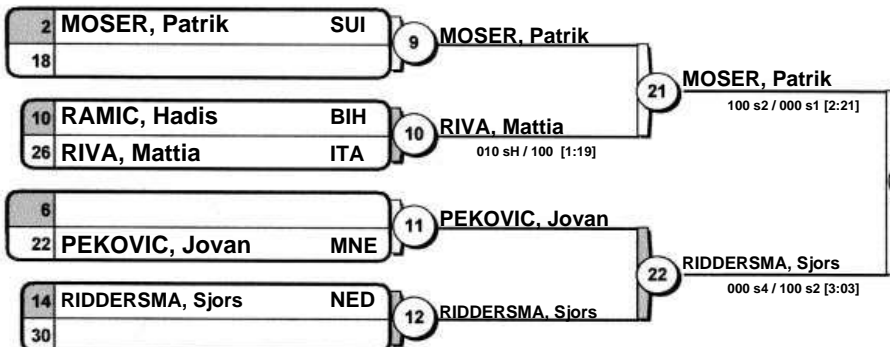 2 MOSER, Patrik SUI
18
9 MOSER, Patrik
10 RAMIC, Hadis BIH
26 RIVA, Mattia ITA
10 RIVA, Mattia
010 sH / 100 [1:19]
21 MOSER, Patrik
100 s2 / 000 s1 [2:21]
6
22 PEKOVIC, Jovan MNE
11 PEKOVIC, Jovan
14 RIDDERSMA, Sjors NED
30
12 RIDDERSMA, Sjors
22 RIDDERSMA, Sjors
000 s4 / 100 s2 [3:03]